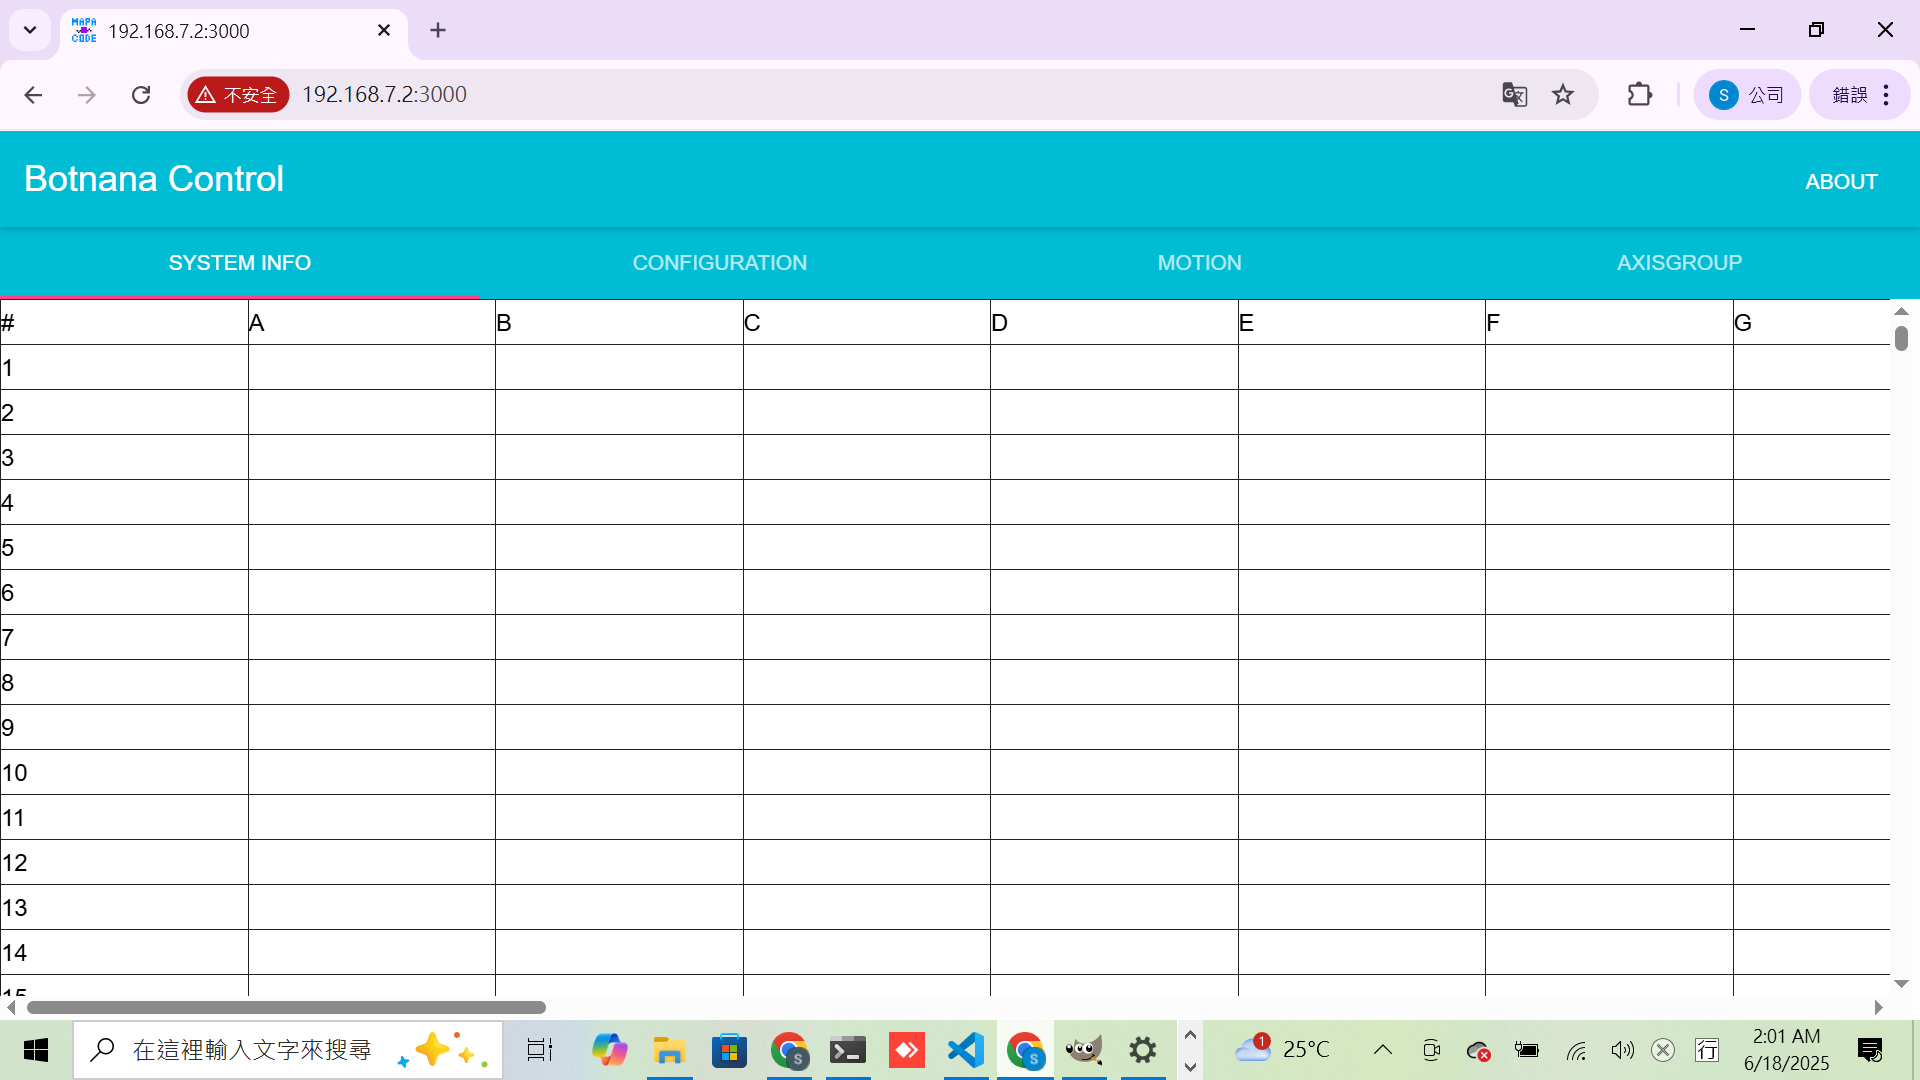 MAPA
CODE
192.168.7.2:3000
不安全
192.168.7.2:3000
S 公司
錯誤
Botnana Control
ABOUT
SYSTEM INFO CONFIGURATION MOTION AXISGROUP
# A B C D E F G
1
2
3
4
5
6
7
8
9
10
11
12
13
14
15
在這裡輸入文字來搜尋
S
S
1
25°C
行
2:01 AM
6/18/2025